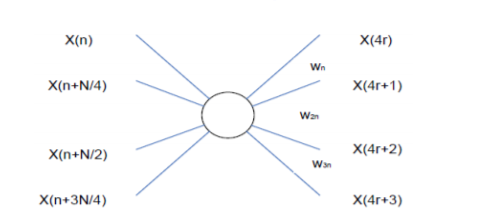 X(n)
X(4r)
Wn
X(n+N/4)
X(4r+1)
W2n
X(n+N/2)
X(4r+2)
W3n
X(n+3N/4)
X(4r+3)